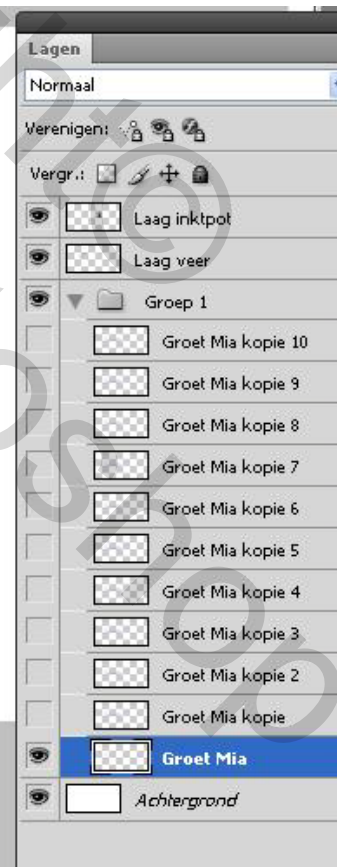 Lagen
Normaal
Verenigen:
Vergr.:
Laag inktpot
Laag veer
Groep 1
Groet Mia kopie 10
Groet Mia kopie 9
Groet Mia kopie 8
Groet Mia kopie 7
Groet Mia kopie 6
Groet Mia kopie 5
Groet Mia kopie 4
Groet Mia kopie 3
Groet Mia kopie 2
Groet Mia kopie
Groet Mia
Achtergrond